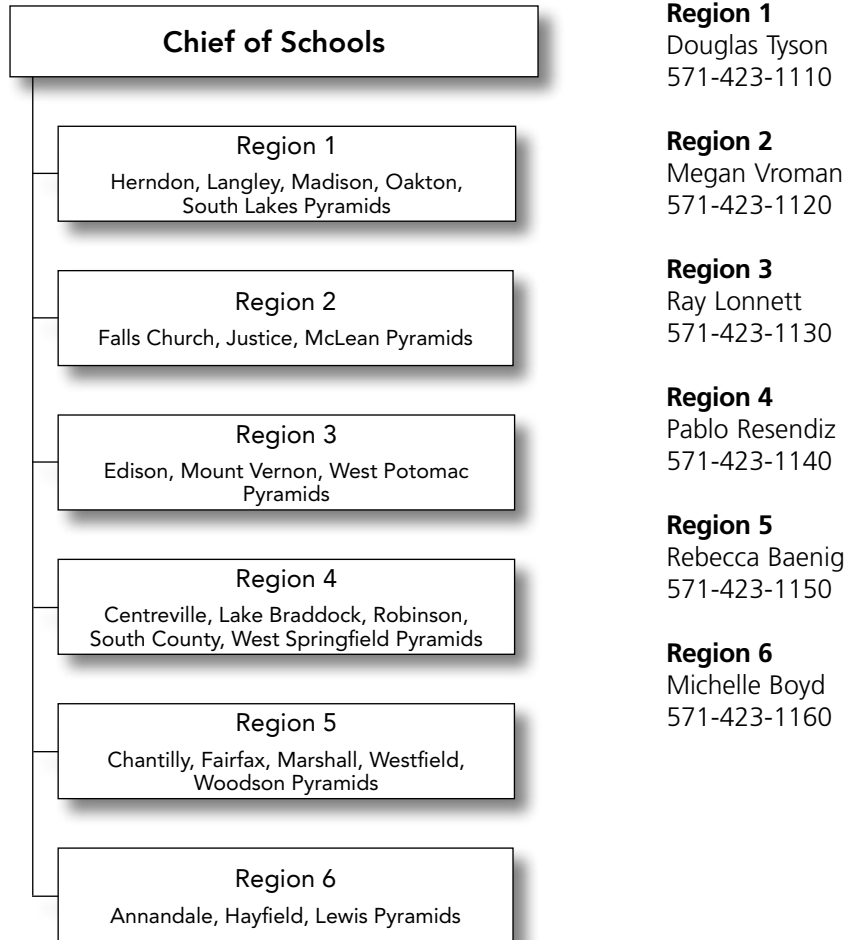 Chief of Schools
Region 1
Herndon, Langley, Madison, Oakton,
South Lakes Pyramids
Region 2
Falls Church, Justice, McLean Pyramids
Region 3
Edison, Mount Vernon, West Potomac
Pyramids
Region 4
Centreville, Lake Braddock, Robinson,
South County, West Springfield Pyramids
Region 5
Chantilly, Fairfax, Marshall, Westfield,
Woodson Pyramids
Region 6
Annandale, Hayfield, Lewis Pyramids
Region 1
Douglas Tyson
571-423-1110
Region 2
Megan Vroman
571-423-1120
Region 3
Ray Lonnett
571-423-1130
Region 4
Pablo Resendiz
571-423-1140
Region 5
Rebecca Baenig
571-423-1150
Region 6
Michelle Boyd
571-423-1160